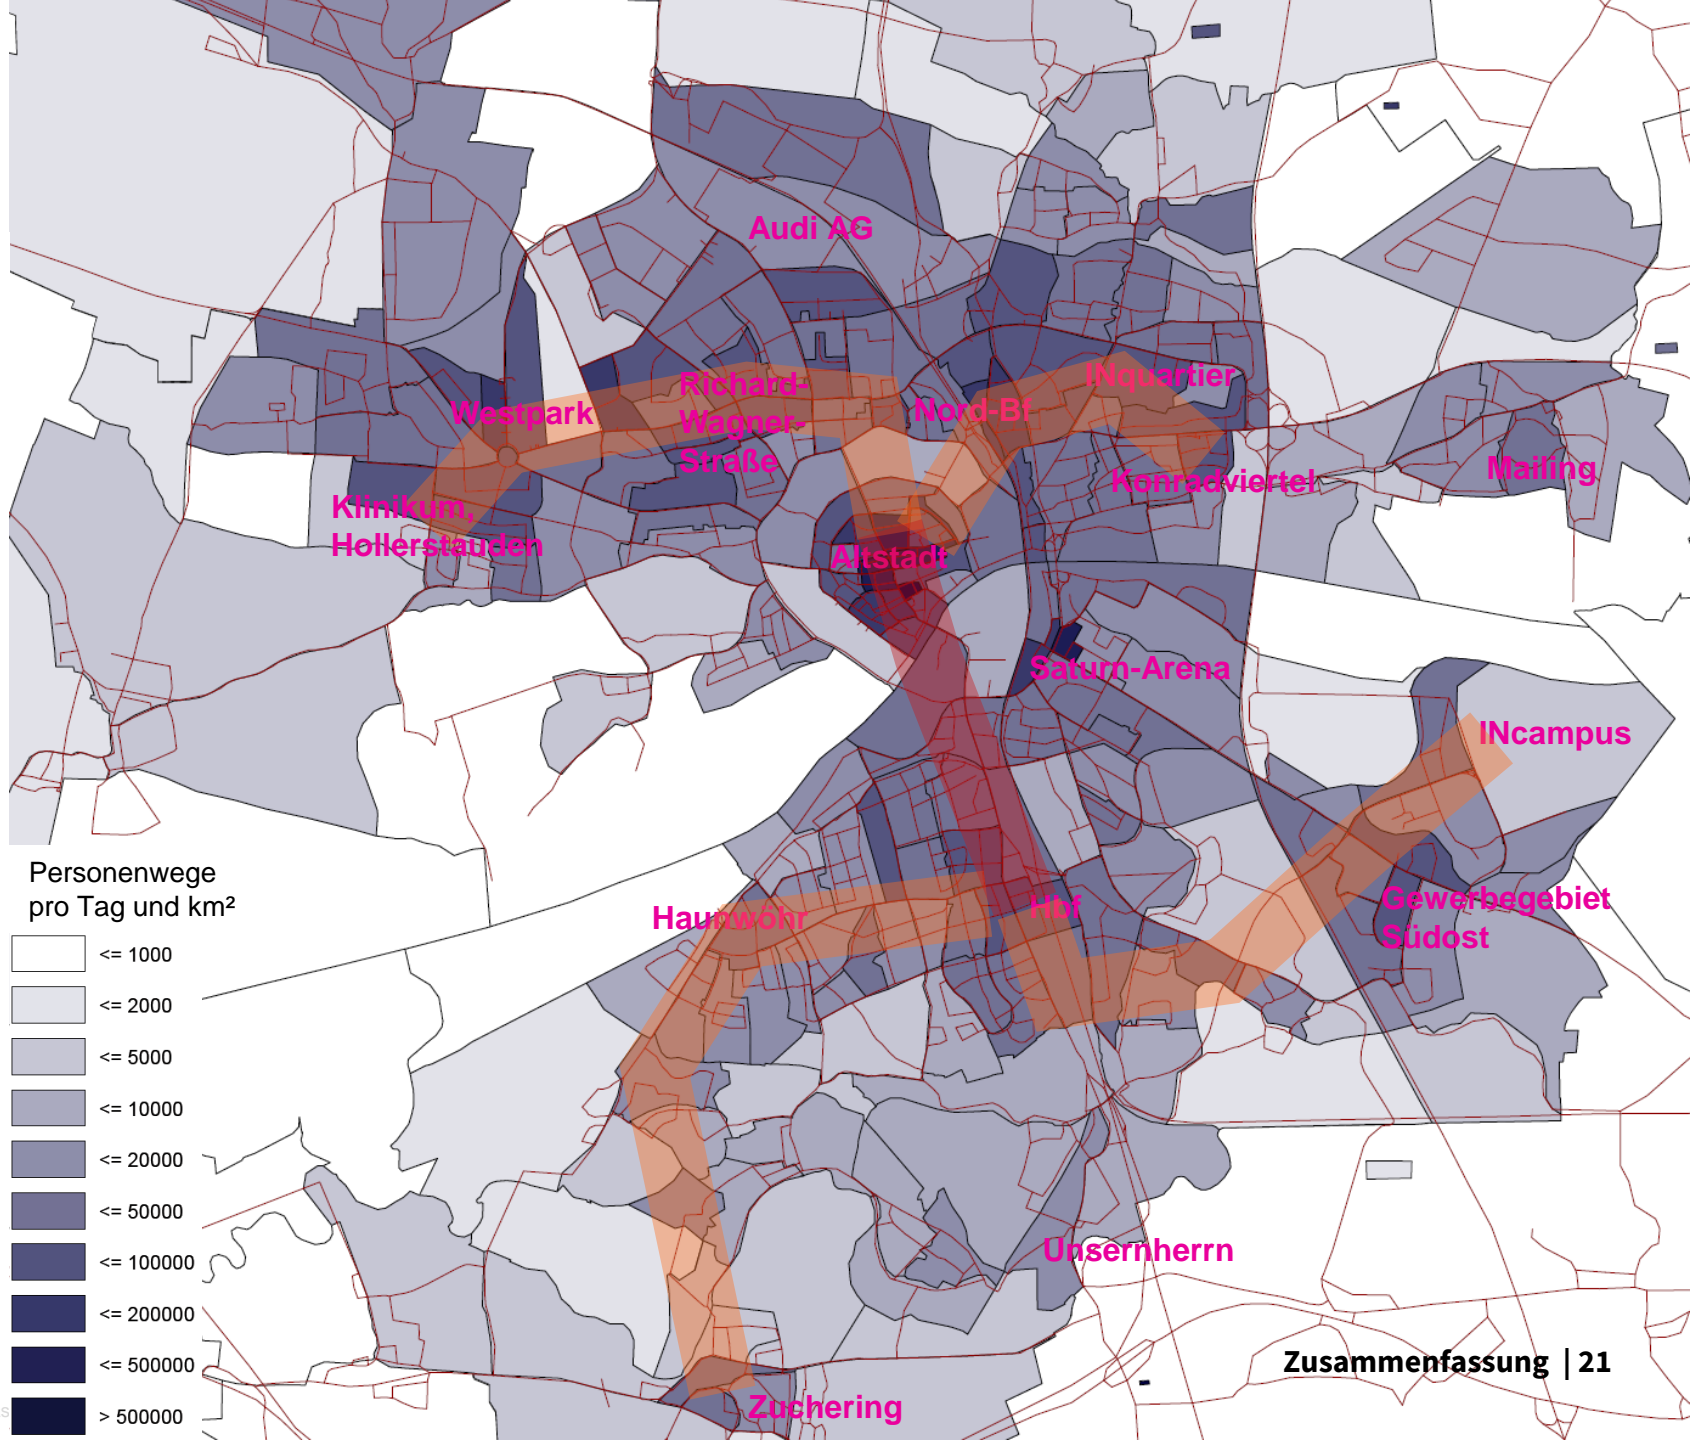 Audi AG
Richard-
Wagner-
Straße
INquartier
Westpark
Nord-Bf
Mailing
Konradviertel
Klinikum,
Hollerstauden
Altstadt
Saturn-Arena
INcampus
Personenwege
pro Tag und km²
Gewerbegebiet
Südost
Haunwöhr
Hbf
<= 1000
<= 2000
<= 5000
<= 10000
<= 20000
<= 50000
<= 100000
<= 200000
<= 500000
> 500000
Unsernherrn
Zuchering
Zusammenfassung | 21
s